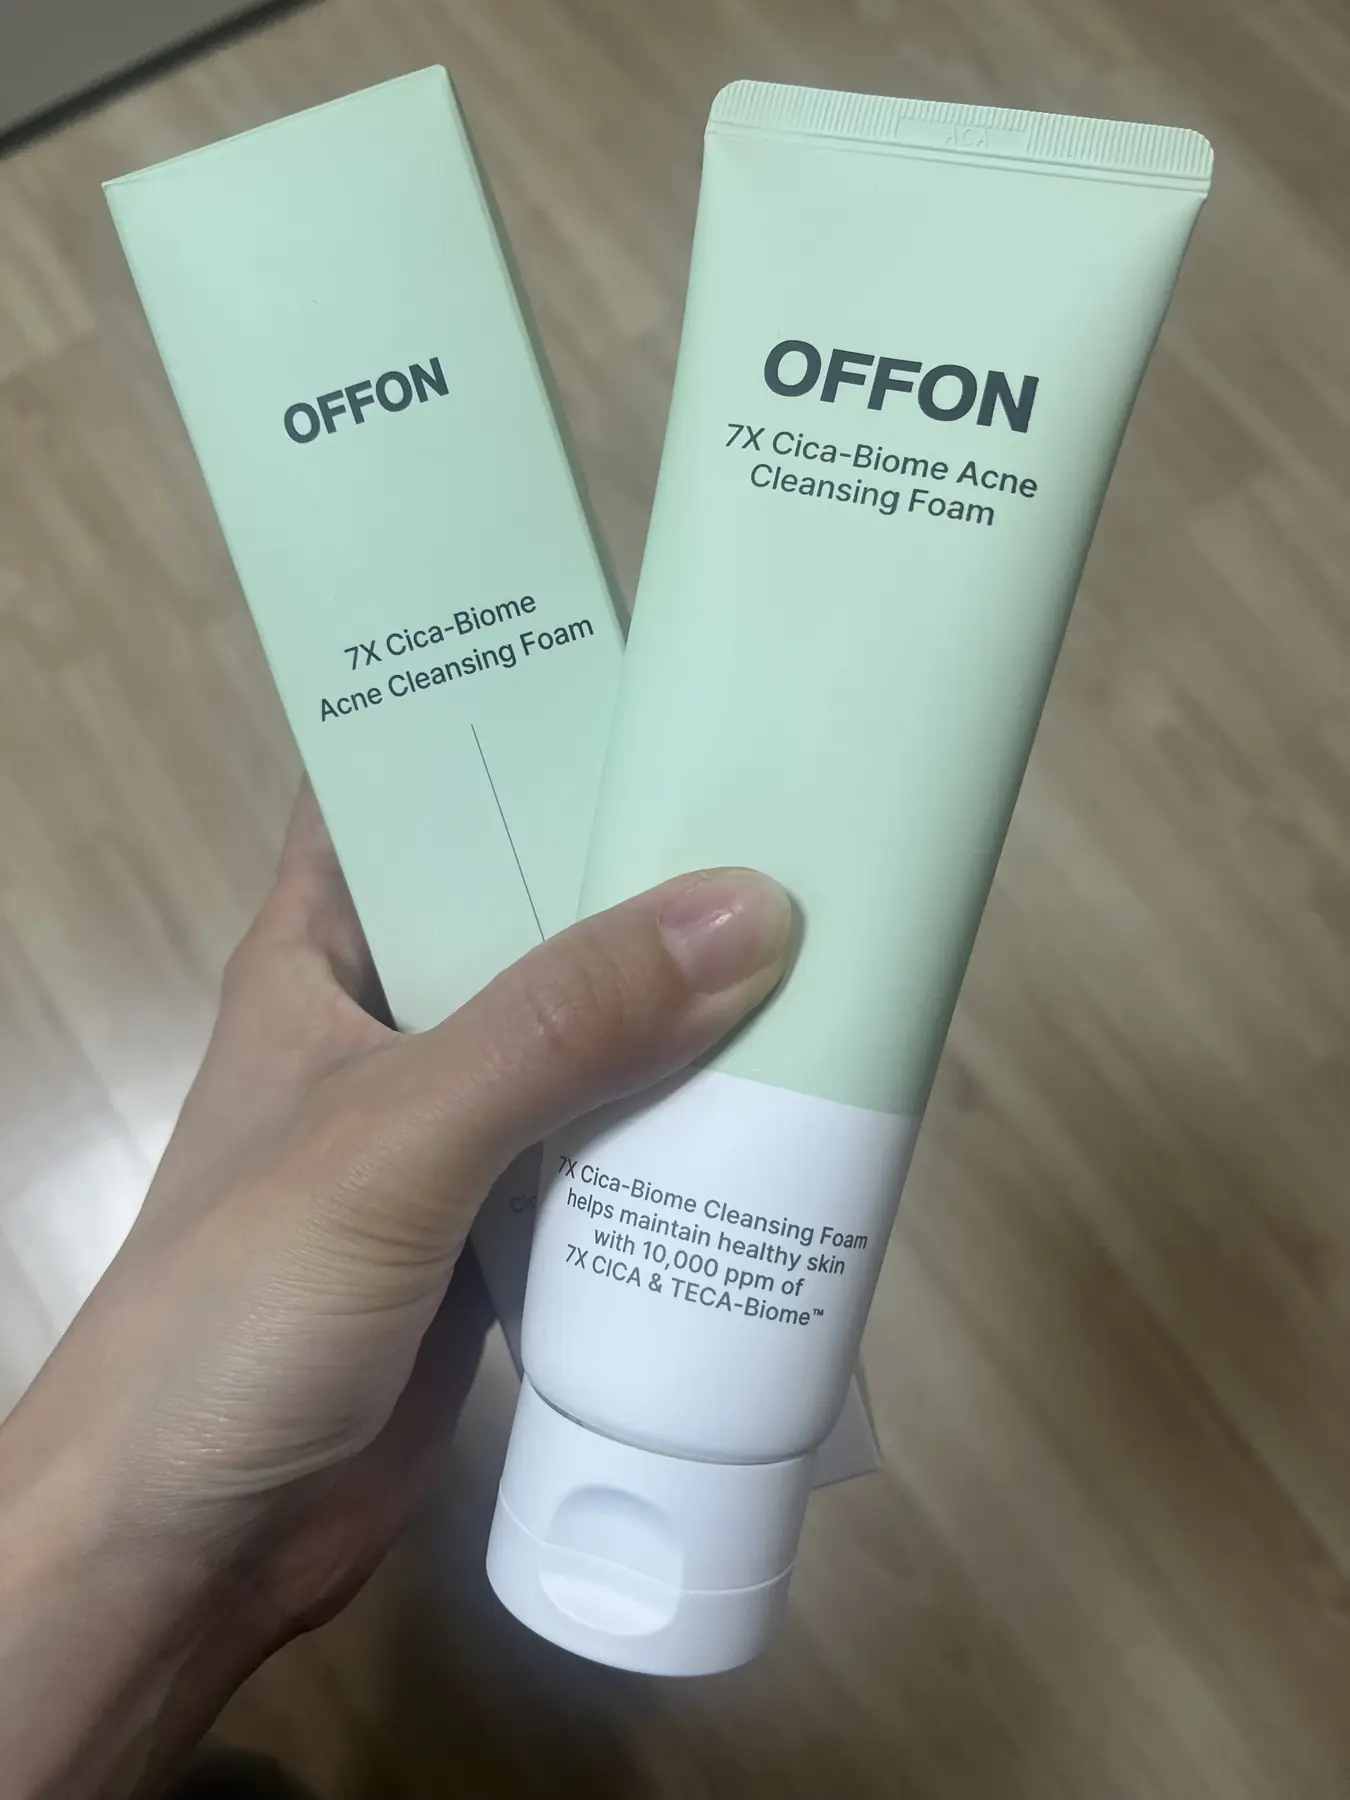 OFFON
7X Cica-Biome
Acne Cleansing Foam
ACA
OFFON
7X Cica-Biome Acne
Cleansing Foam
7X Cica-Biome Cleansing Foam
helps maintain healthy skin
with 10,000 ppm of
7X CICA & TECA-Biome™